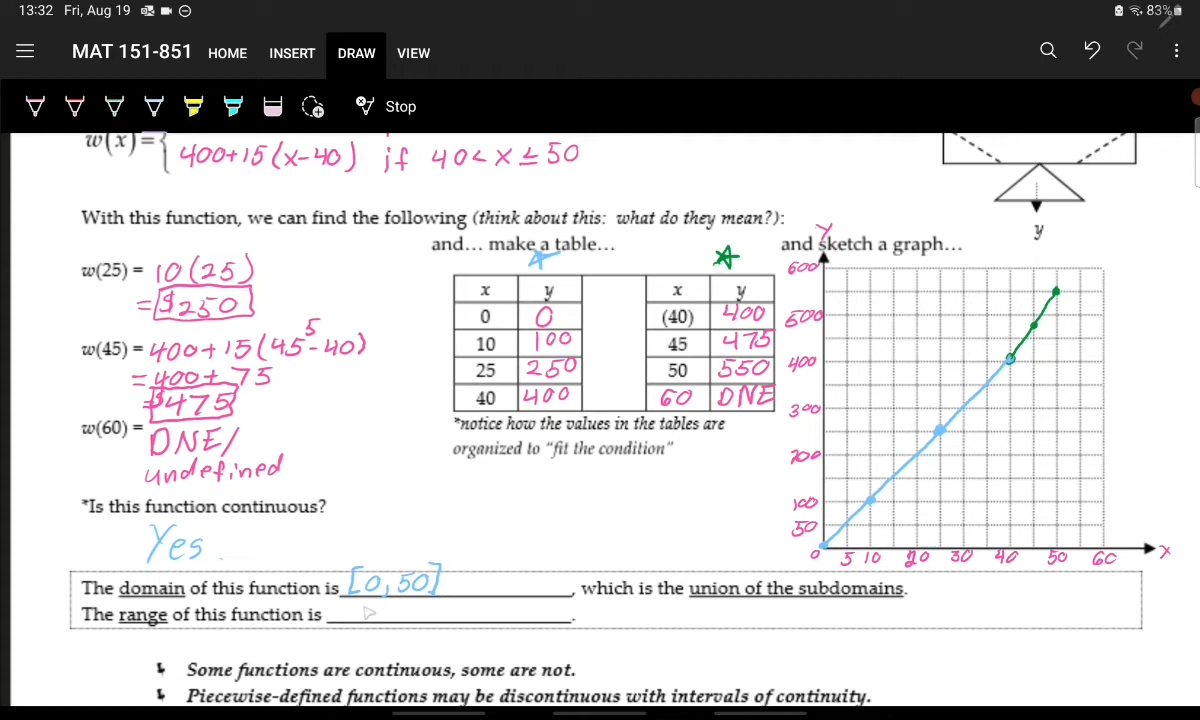 13:32 Fri, Aug 19 83%
MAT 151-851 HOME INSERT DRAW VIEW
Stop
w(x)={ 400+15(x-40) if 40<x≤50
y
With this function, we can find the following (think about this: what do they mean?):
and… make a table… and sketch a graph…
w(25) = 10(25)
= $250
w(45) = 400+15(45-40) 5
= 400+75
= $475
w(60) = DNE/
undefined
x y x y
0 0 (40) 400
10 100 45 475
25 250 50 550
40 400 60 DNE
*notice how the values in the tables are
organized to "fit the condition"
y
600
500
400
300
200
100
50
0 5 10 20 30 40 50 60 x
*Is this function continuous?
Yes
The domain of this function is [0,50], which is the union of the subdomains.
The range of this function is ____________.
Some functions are continuous, some are not.
Piecewise-defined functions may be discontinuous with intervals of continuity.